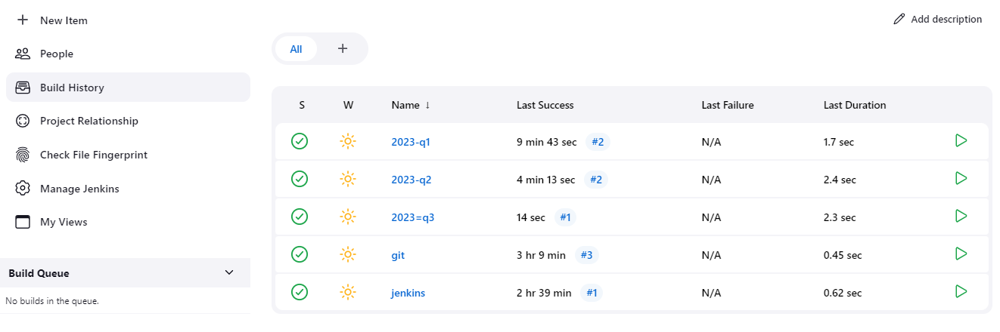 New Item
People
Build History
Project Relationship
Check File Fingerprint
Manage Jenkins
My Views
Build Queue
No builds in the queue.
Add description
All +
S W Name ↓ Last Success Last Failure Last Duration
2023-q1 9 min 43 sec #2 N/A 1.7 sec
2023-q2 4 min 13 sec #2 N/A 2.4 sec
2023=q3 14 sec #1 N/A 2.3 sec
git 3 hr 9 min #3 N/A 0.45 sec
jenkins 2 hr 39 min #1 N/A 0.62 sec